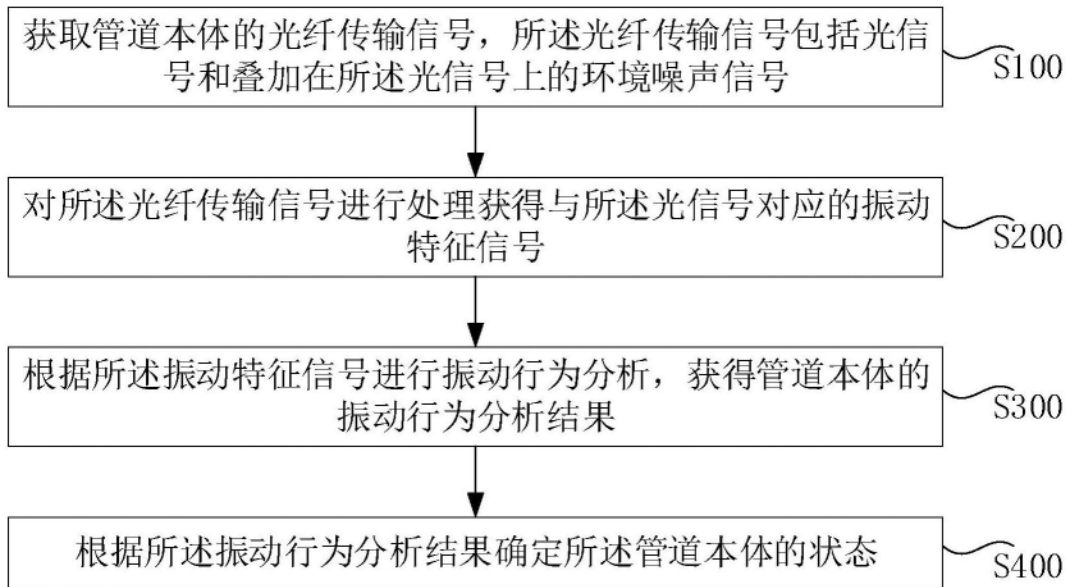 获取管道本体的光纤传输信号，所述光纤传输信号包括光信
号和叠加在所述光信号上的环境噪声信号
S100
对所述光纤传输信号进行处理获得与所述光信号对应的振动
特征信号
S200
根据所述振动特征信号进行振动行为分析，获得管道本体的
振动行为分析结果
S300
根据所述振动行为分析结果确定所述管道本体的状态
S400